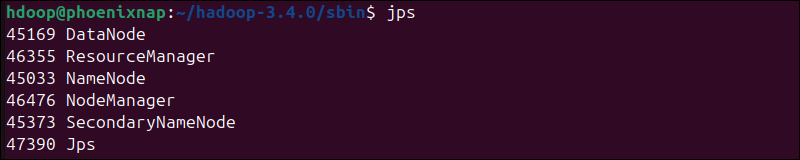 hdoop@phoenixnap:~/hadoop-3.4.0/sbin$ jps
45169 DataNode
46355 ResourceManager
45033 NameNode
46476 NodeManager
45373 SecondaryNameNode
47390 Jps